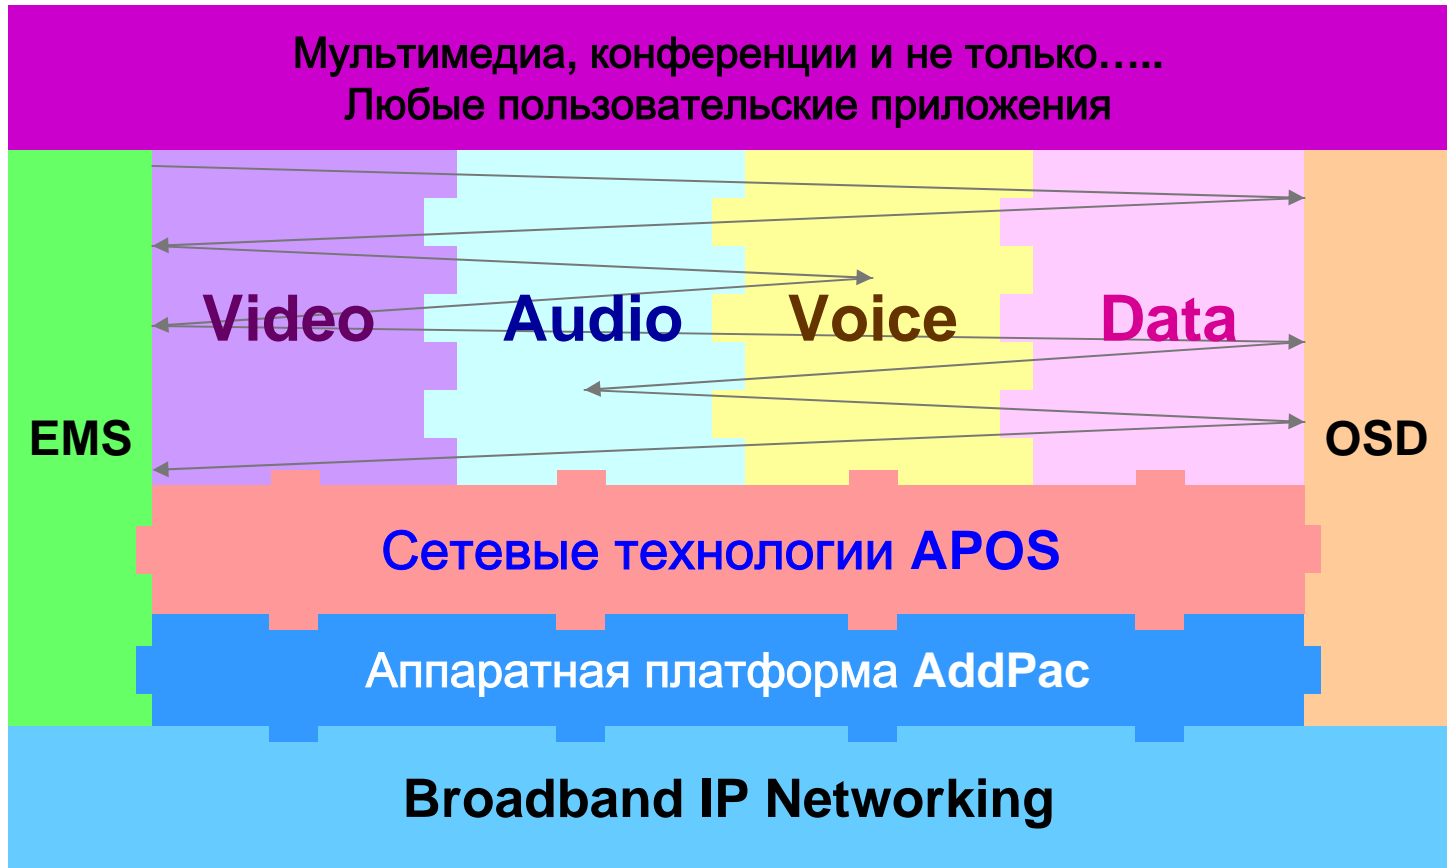 Мультимедиа, конференции и не только…..
Любые пользовательские приложения
Video Audio Voice Data
EMS OSD
Сетевые технологии APOS
Аппаратная платформа AddPac
Broadband IP Networking